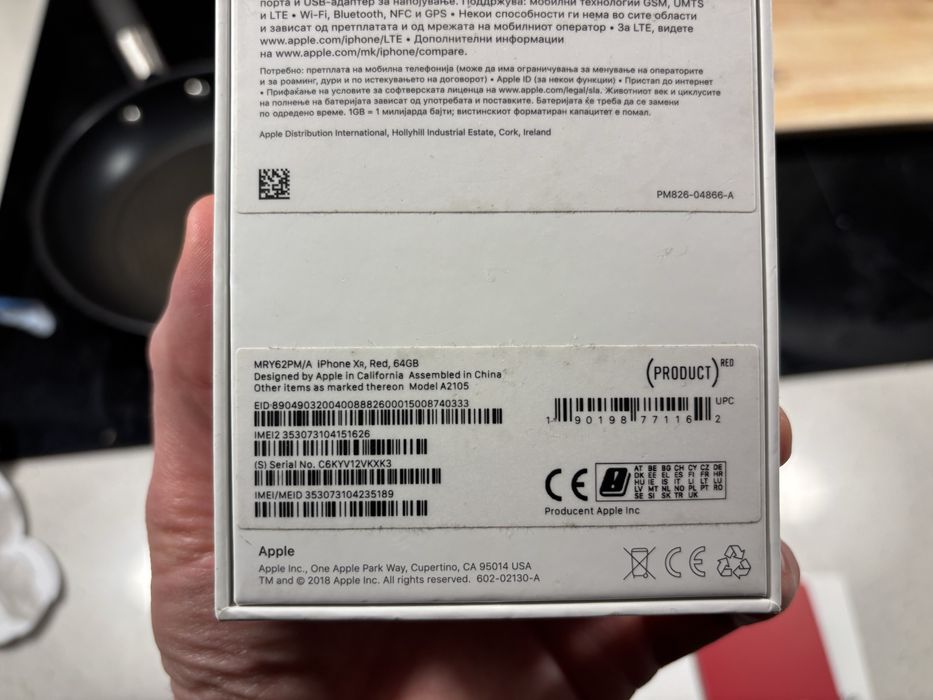 порта и USB-адаптер за напојување. Поддржува: мобилни технологии GSM, UMTS
и LTE • Wi-Fi, Bluetooth, NFC и GPS • Некои способности ги нема во сите области
и зависат од претплатата и од мрежата на мобилниот оператор • За LTE, видете
www.apple.com/iphone/LTE • Дополнителни информации
на www.apple.com/mk/iphone/compare.
Потребно: претплата на мобилна телефонија (може да има ограничувања за менување на операторите
и за роаминг, дури и по истекувањето на договорот) • Apple ID (за некои функции) • Пристап до интернет
• Прифаќање на условите за софтверската лиценца на www.apple.com/legal/sla. Животниот век и циклусите
на полнење на батеријата зависат од употребата и поставките. Батеријата ќе треба да се замени
по одредено време. 1GB = 1 милијарда бајти; вистинскиот форматиран капацитет е помал.
Apple Distribution International, Hollyhill Industrial Estate, Cork, Ireland
PM826-04866-A
MRY62PM/A iPhone XR, Red, 64GB
Designed by Apple in California Assembled in China
Other items as marked thereon Model A2105
(PRODUCT)RED
EID 89049032004008882600015008740333
UPC
1 90198 77116 2
IMEI2 353073104151626
(S) Serial No. C6KYV12VKXK3
IMEI/MEID 353073104235189
CE
AT BE BG CH CY CZ DE
DK EE EL ES FI FR HR
HU IE IS IT LI LT LU
LV MT NL NO PL PT RO
SE SI SK TR UK
Producent Apple Inc
Apple
Apple Inc., One Apple Park Way, Cupertino, CA 95014 USA
TM and © 2018 Apple Inc. All rights reserved. 602-02130-A
CE